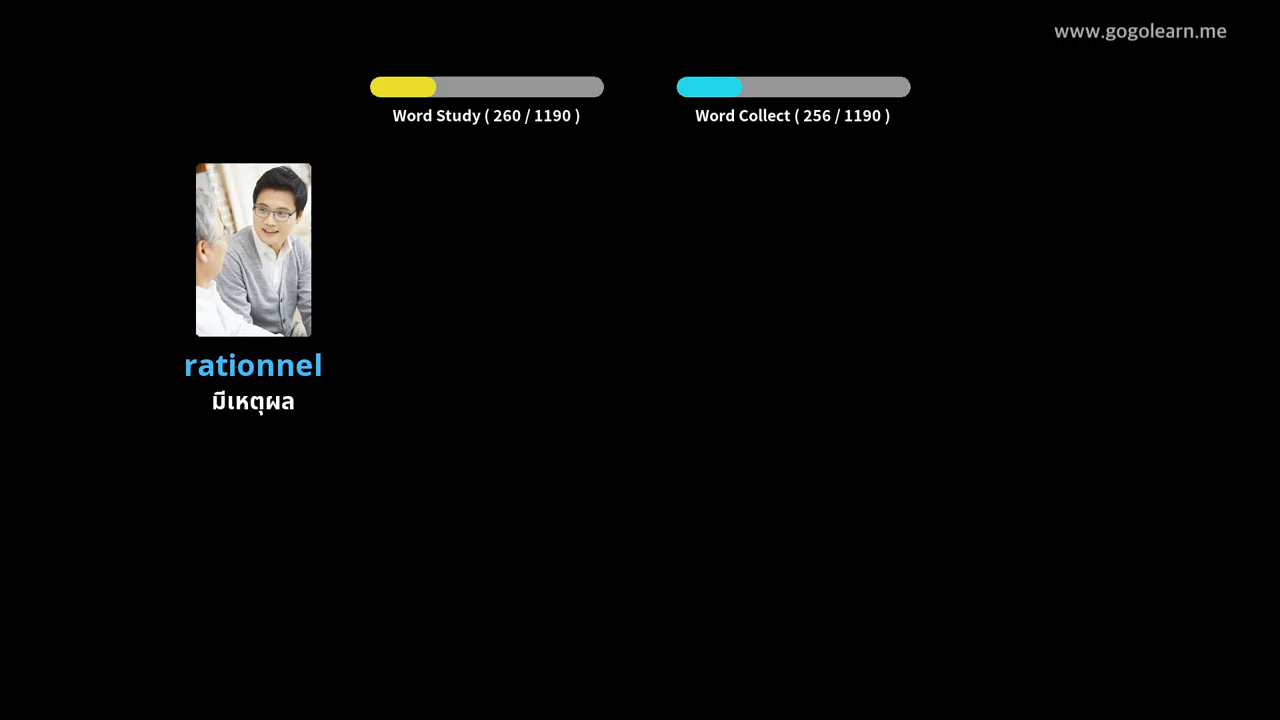 www.gogolearn.me
Word Study ( 260 / 1190 )
Word Collect ( 256 / 1190 )
rationnel
มีเหตุผล